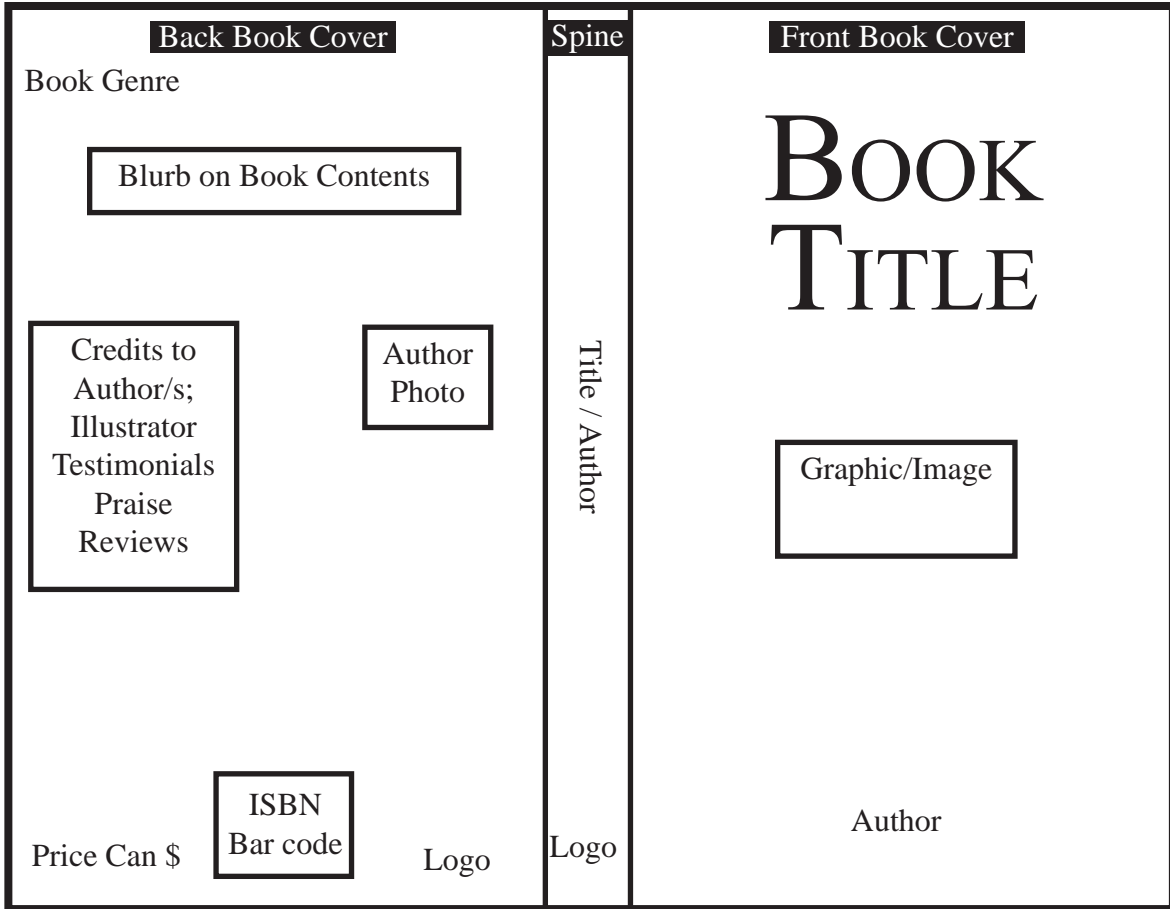 Back Book Cover
Book Genre
Blurb on Book Contents
Credits to
Author/s;
Illustrator
Testimonials
Praise
Reviews
Author
Photo
Price Can $
ISBN
Bar code
Logo
Spine
Title / Author
Logo
Front Book Cover
BOOK
TITLE
Graphic/Image
Author